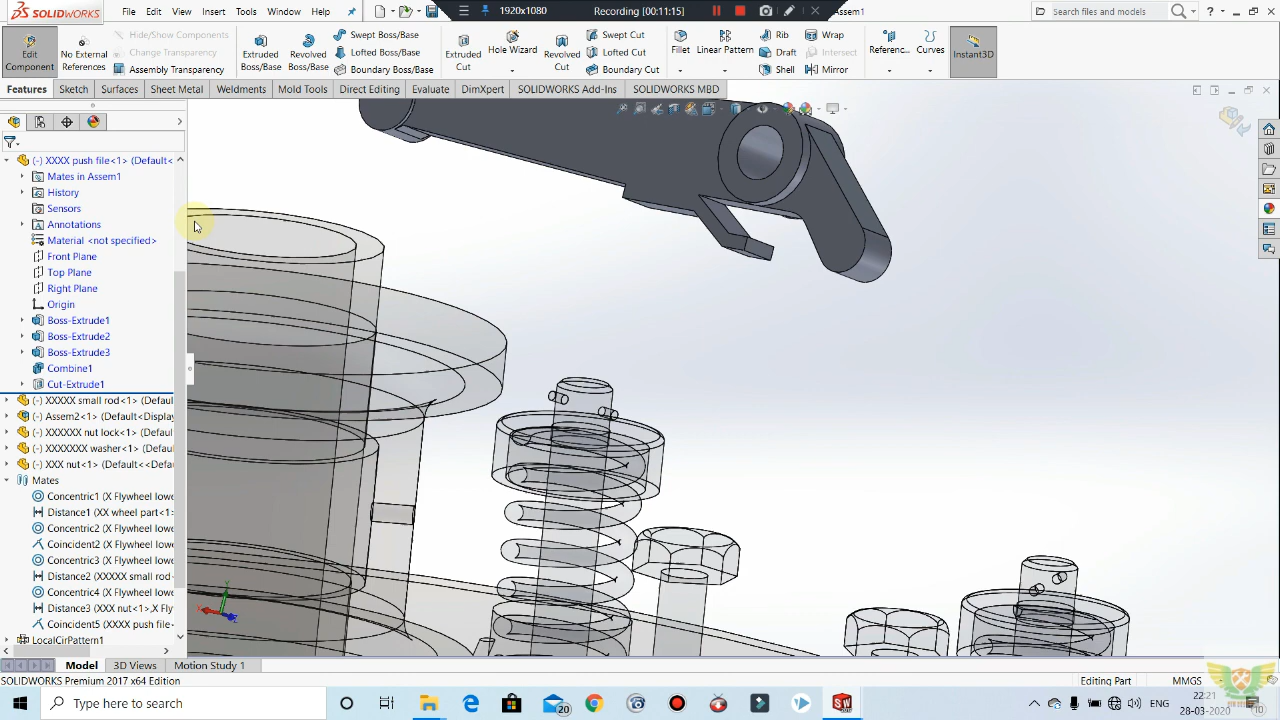 SOLIDWORKS
File Edit View Insert Tools Window Help
1920x1080 Recording [00:11:15]
Assem1
Search files and models
Edit Component
No External References
Hide/Show Components
Change Transparency
Assembly Transparency
Extruded Boss/Base
Revolved Boss/Base
Swept Boss/Base
Lofted Boss/Base
Boundary Boss/Base
Extruded Cut
Hole Wizard
Revolved Cut
Swept Cut
Lofted Cut
Boundary Cut
Fillet
Linear Pattern
Rib
Draft
Shell
Wrap
Intersect
Mirror
Referenc...
Curves
Instant3D
Features Sketch Surfaces Sheet Metal Weldments Mold Tools Direct Editing Evaluate DimXpert SOLIDWORKS Add-Ins SOLIDWORKS MBD
(-) XXXX push file<1> (Default<
Mates in Assem1
History
Sensors
Annotations
Material <not specified>
Front Plane
Top Plane
Right Plane
Origin
Boss-Extrude1
Boss-Extrude2
Boss-Extrude3
Combine1
Cut-Extrude1
(-) XXXXX small rod<1> (Defaul
(-) Assem2<1> (Default<Display
(-) XXXXXX nut lock<1> (Default
(-) XXXXXXX washer<1> (Default
(-) XXX nut<1> (Default<<Defa
Mates
Concentric1 (X Flywheel lowe
Distance1 (XX wheel part<1>
Concentric2 (X Flywheel lowe
Coincident2 (X Flywheel lowe
Concentric3 (X Flywheel lowe
Distance2 (XXXXX small rod
Concentric4 (X Flywheel lowe
Distance3 (XXX nut<1>,X Fly
Coincident5 (XXXX push file
LocalCirPattern1
Model 3D Views Motion Study 1
SOLIDWORKS Premium 2017 x64 Edition
Editing Part MMGS
Type here to search
20
ENG
22:21
28-03-2020
10